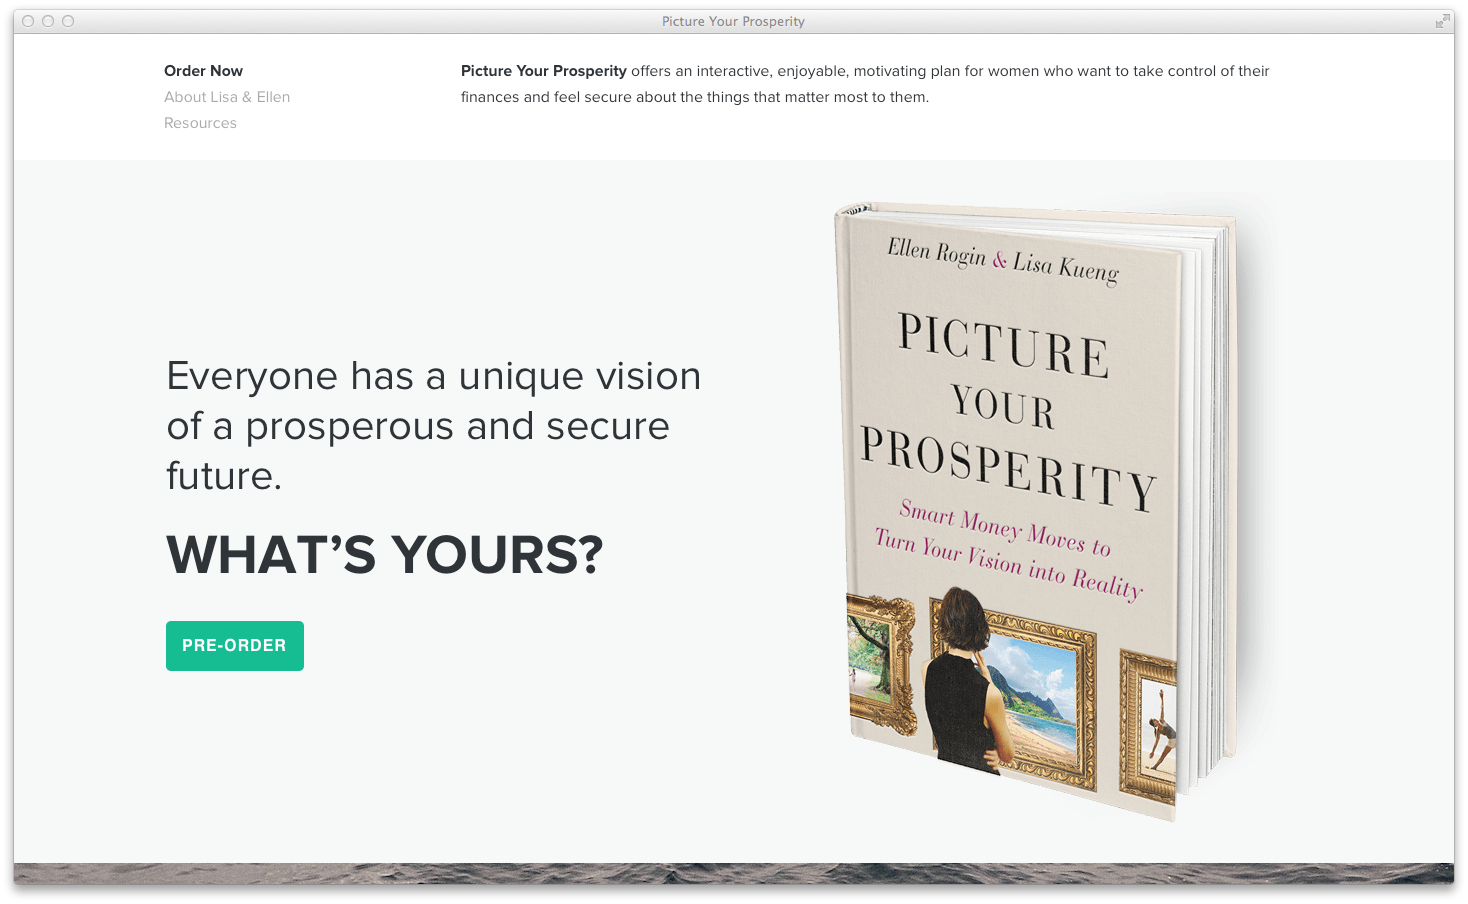 Picture Your Prosperity
Order Now
About Lisa & Ellen
Resources
Picture Your Prosperity offers an interactive, enjoyable, motivating plan for women who want to take control of their
finances and feel secure about the things that matter most to them.
Everyone has a unique vision
of a prosperous and secure
future.
WHAT’S YOURS?
PRE-ORDER
Ellen Rogin & Lisa Kueng
PICTURE
YOUR
PROSPERITY
Smart Money Moves to
Turn Your Vision into Reality